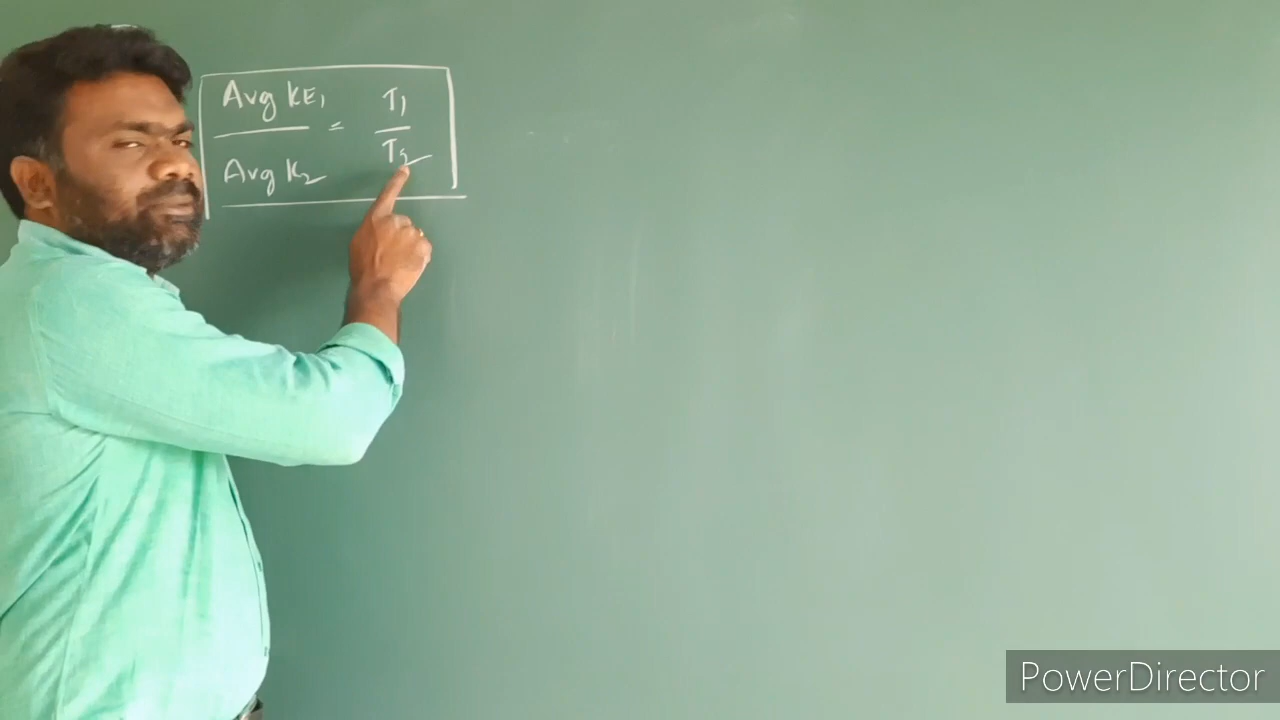 Avg KE₁ = T₁
Avg K₂ T₂
PowerDirector